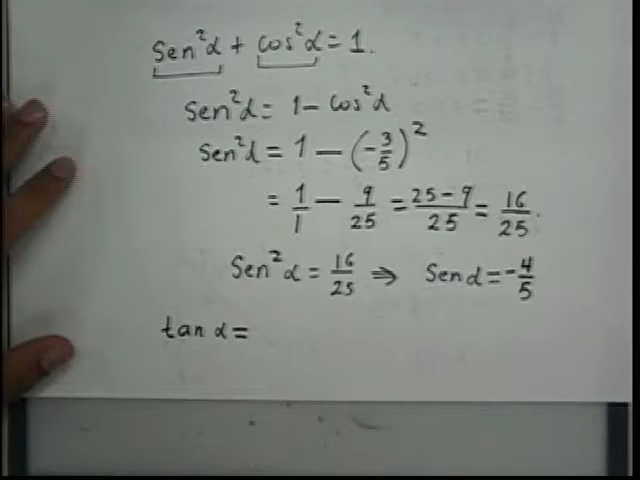 Sen²α + cos²α = 1.
Sen²α = 1 - cos²α
Sen²α = 1 - (-3/5)²
= 1/1 - 9/25 = 25-9/25 = 16/25.
Sen²α = 16/25 ⇒ Sen α = -4/5
tan α =